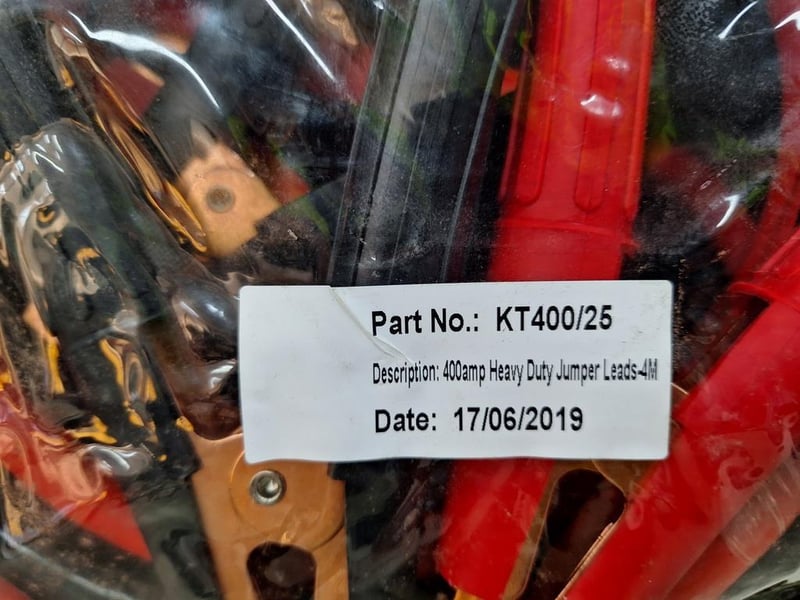 Part No.: KT400/25
Description: 400amp Heavy Duty Jumper Leads-4M
Date: 17/06/2019